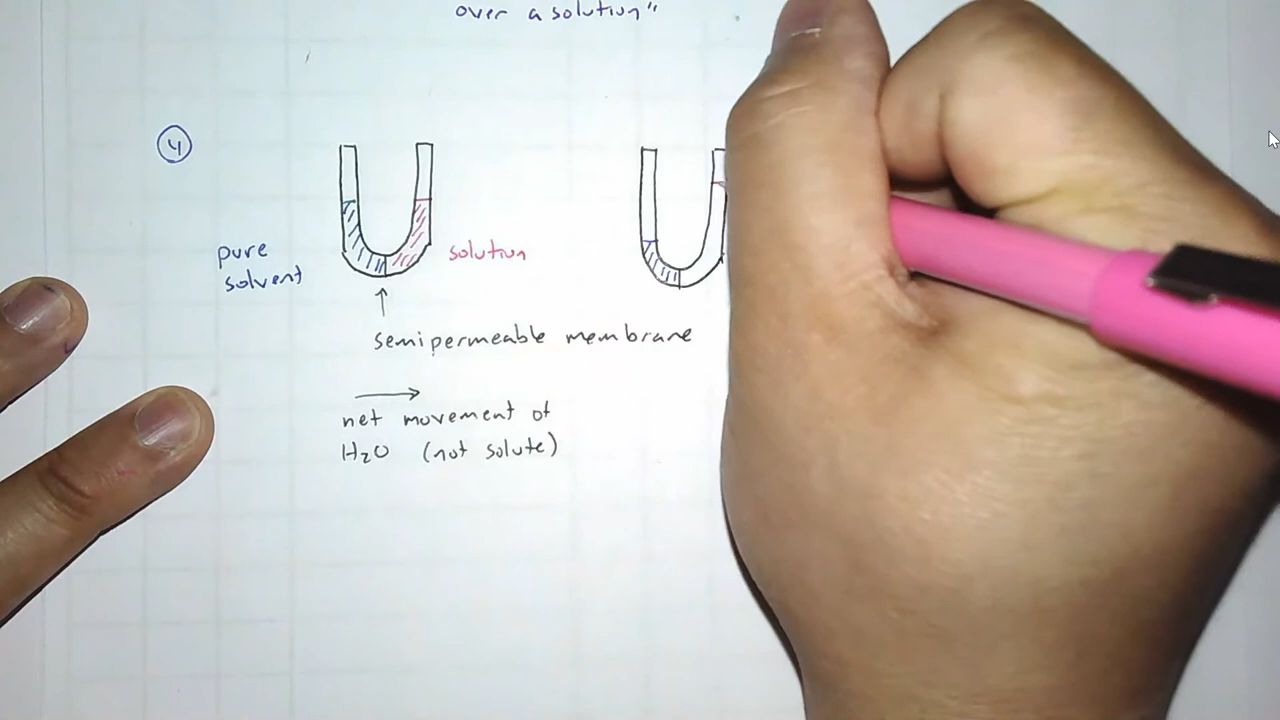 over a solution"
4
pure
solvent
solution
semipermeable membrane
net movement of
H₂O (not solute)